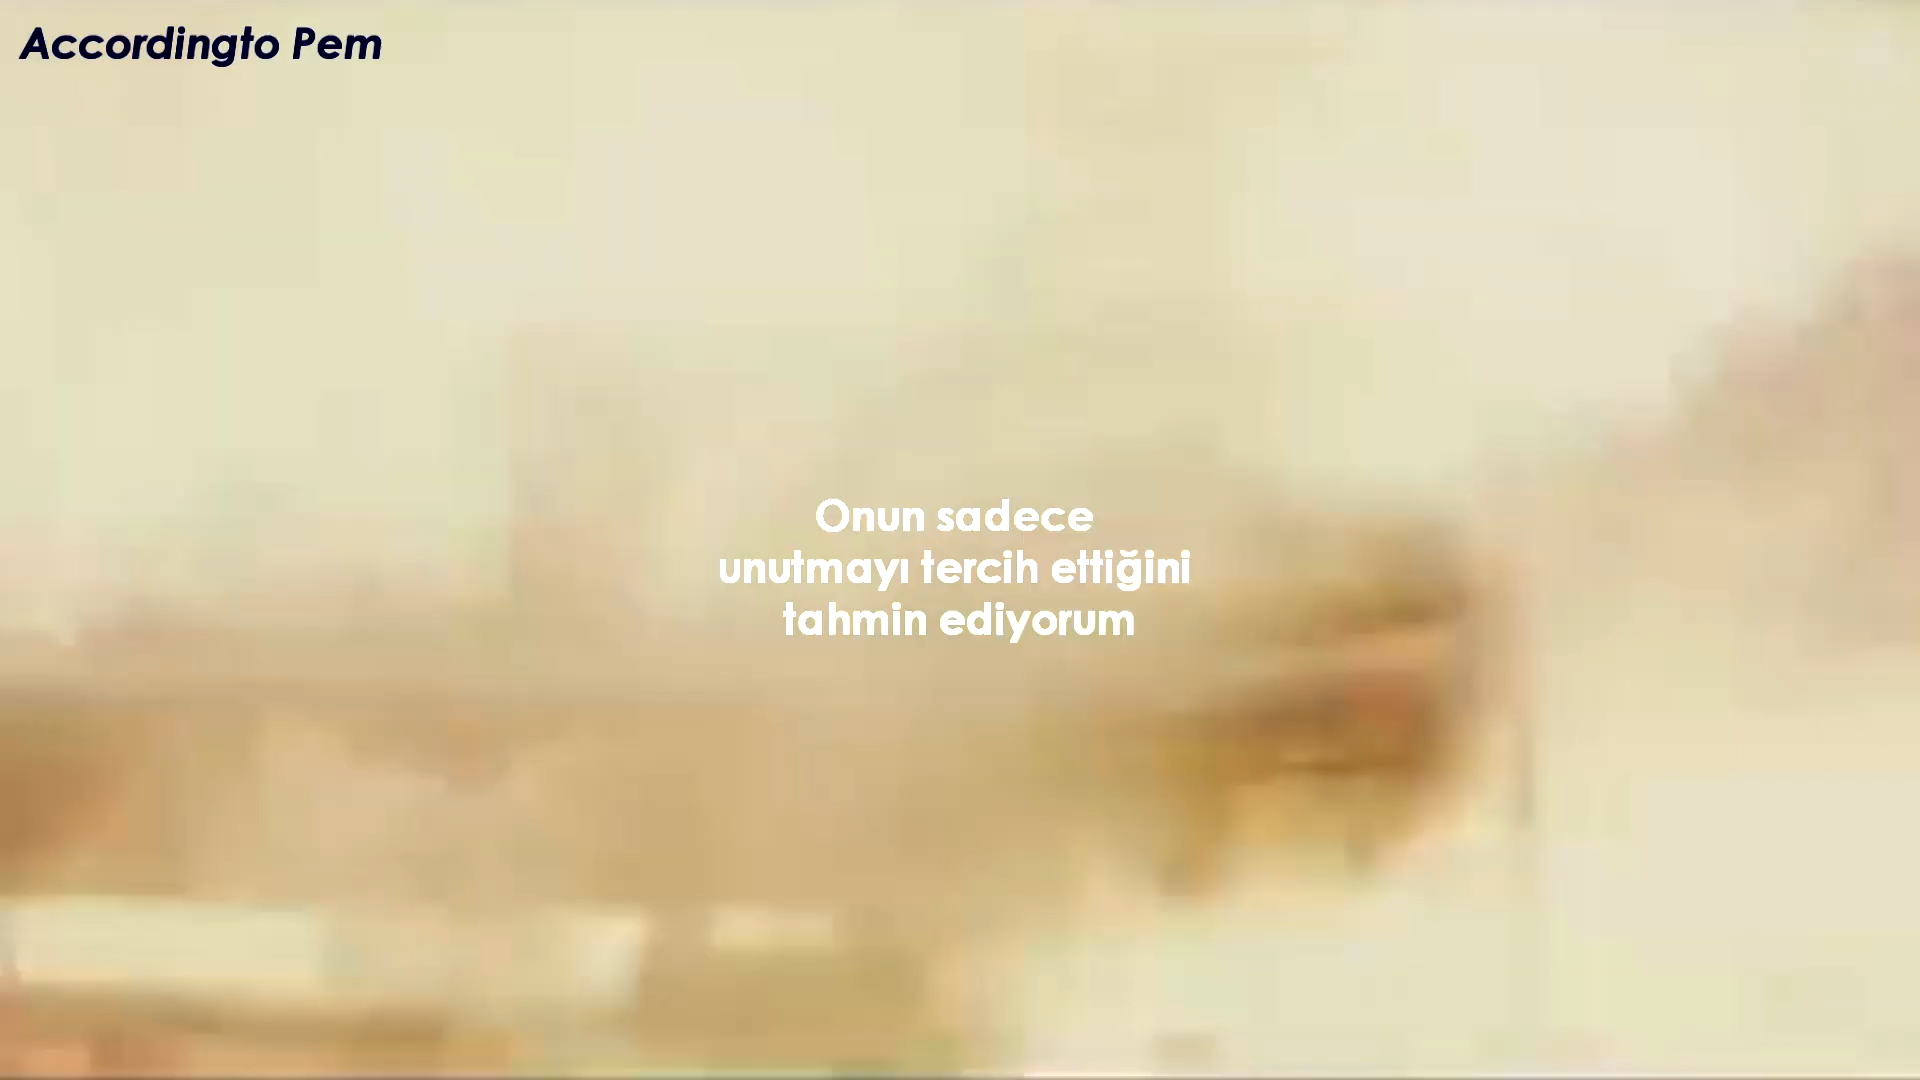 Accordingto Pem
Onun sadece
unutmayı tercih ettiğini
tahmin ediyorum